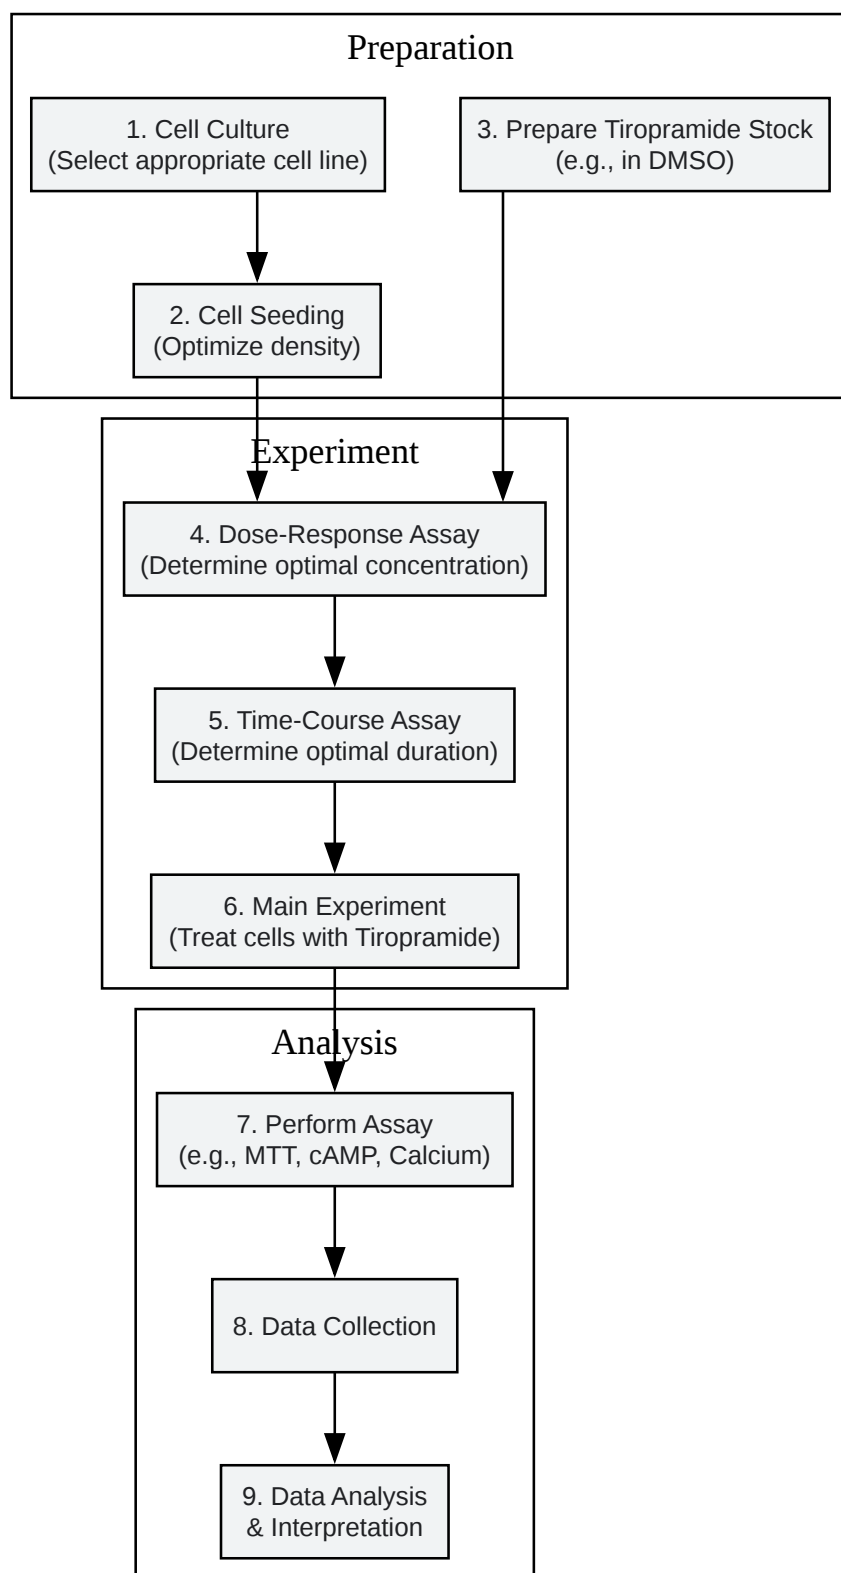 Preparation
1. Cell Culture
(Select appropriate cell line)
3. Prepare Tiropramide Stock
(e.g., in DMSO)
2. Cell Seeding
(Optimize density)
Experiment
4. Dose-Response Assay
(Determine optimal concentration)
5. Time-Course Assay
(Determine optimal duration)
6. Main Experiment
(Treat cells with Tiropramide)
Analysis
7. Perform Assay
(e.g., MTT, cAMP, Calcium)
8. Data Collection
9. Data Analysis
& Interpretation